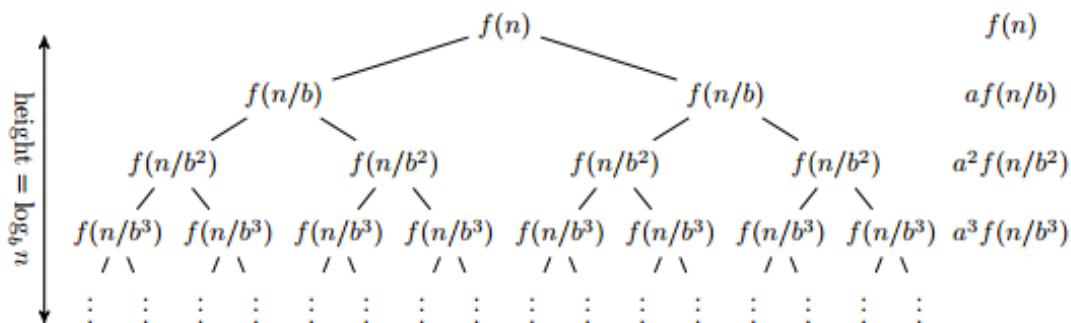 f(n) f(n)
f(n/b) f(n/b) af(n/b)
f(n/b²) f(n/b²) f(n/b²) f(n/b²) a²f(n/b²)
f(n/b³) f(n/b³) f(n/b³) f(n/b³) f(n/b³) f(n/b³) f(n/b³) f(n/b³) a³f(n/b³)
⋮ ⋮ ⋮ ⋮ ⋮ ⋮ ⋮ ⋮ ⋮ ⋮ ⋮ ⋮ ⋮ ⋮ ⋮ ⋮
height = log_b n